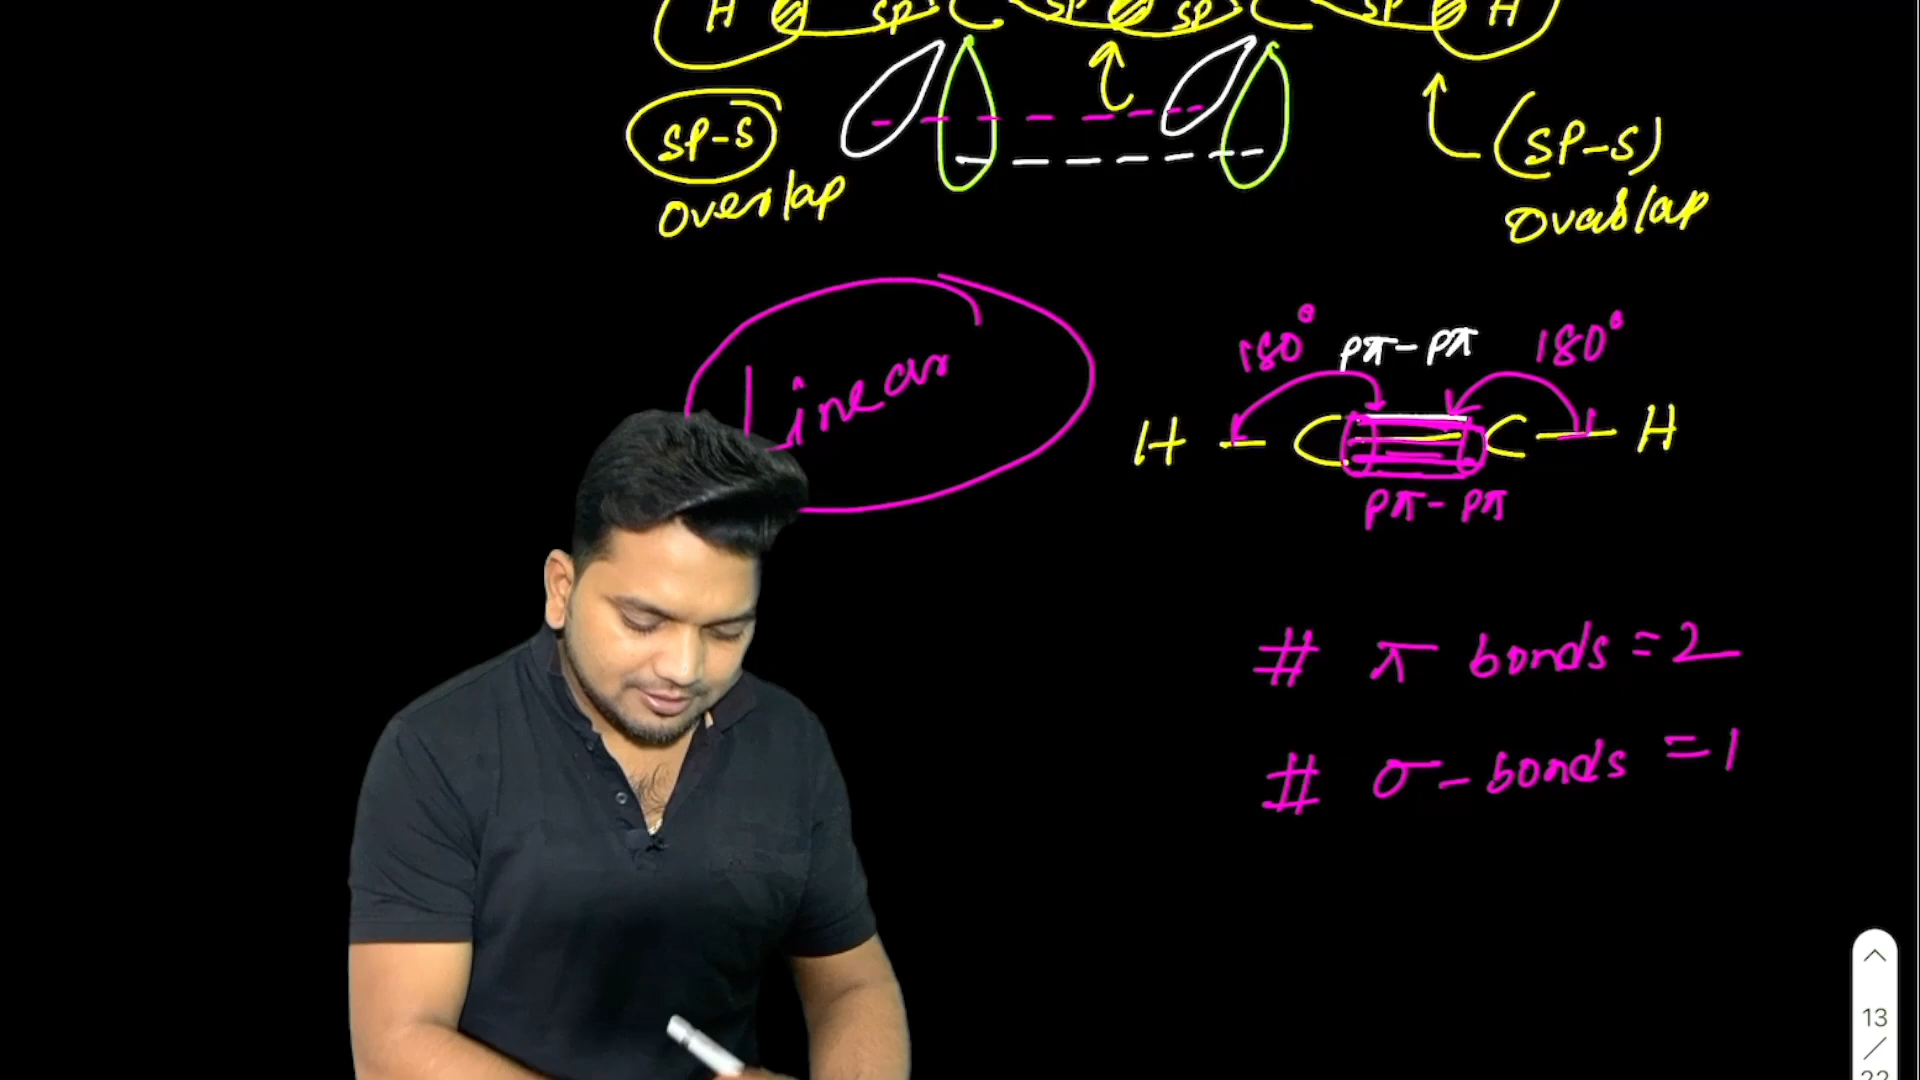 H SP C SP SP C SP H
SP-S
overlap
(SP-S)
overlap
Linear
180° pπ-pπ 180°
H - C C - H
pπ-pπ
# π bonds = 2
# σ-bonds = 1
13
/
22